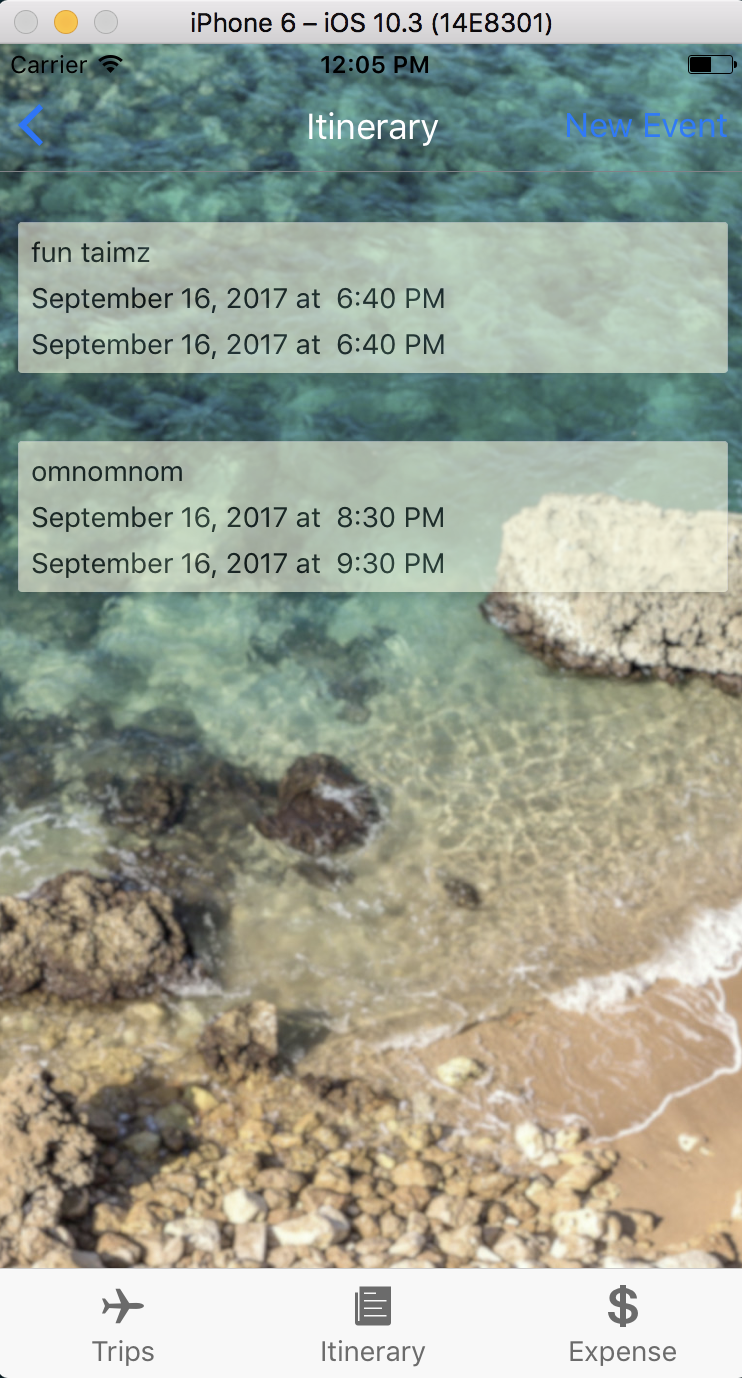 iPhone 6 – iOS 10.3 (14E8301)
Carrier 12:05 PM
Itinerary New Event
fun taimz
September 16, 2017 at  6:40 PM
September 16, 2017 at  6:40 PM
omnomnom
September 16, 2017 at  8:30 PM
September 16, 2017 at  9:30 PM
Trips Itinerary Expense